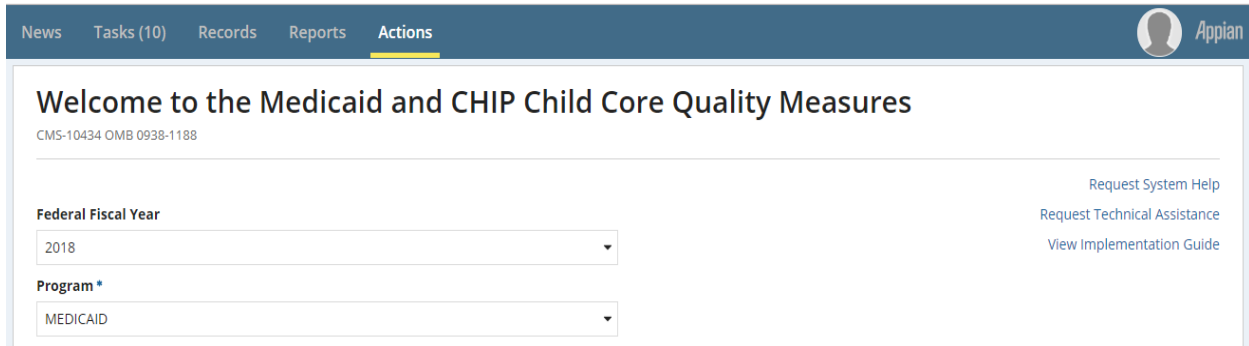 News Tasks (10) Records Reports Actions Appian
Welcome to the Medicaid and CHIP Child Core Quality Measures
CMS-10434 OMB 0938-1188
Request System Help
Federal Fiscal Year
Request Technical Assistance
2018
View Implementation Guide
Program *
MEDICAID